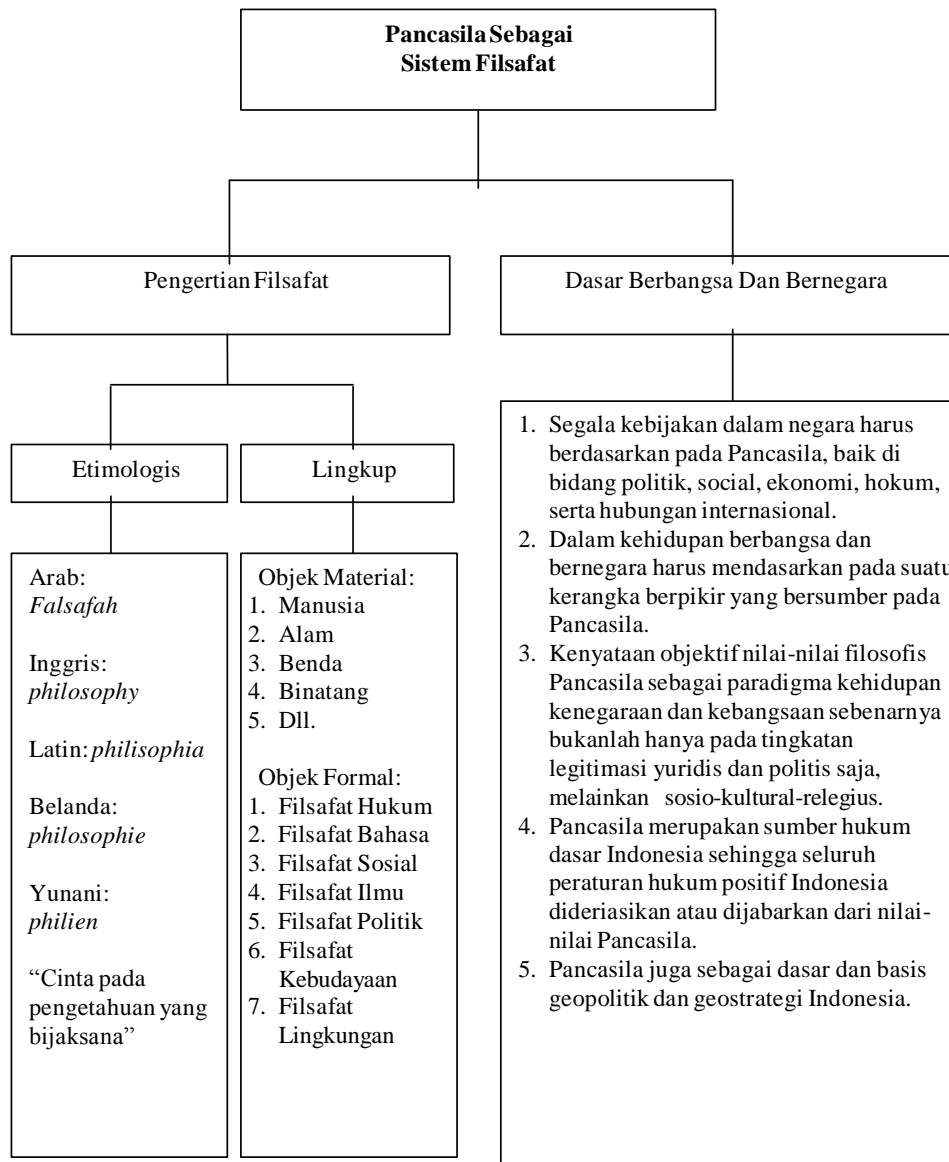 Pancasila Sebagai
Sistem Filsafat
Pengertian Filsafat
Dasar Berbangsa Dan Bernegara
Etimologis
Lingkup
Arab:
Falsafah
Inggris:
philosophy
Latin: philisophia
Belanda:
philosophie
Yunani:
philien
“Cinta pada
pengetahuan yang
bijaksana”
Objek Material:
1. Manusia
2. Alam
3. Benda
4. Binatang
5. Dll.
Objek Formal:
1. Filsafat Hukum
2. Filsafat Bahasa
3. Filsafat Sosial
4. Filsafat Ilmu
5. Filsafat Politik
6. Filsafat
Kebudayaan
7. Filsafat
Lingkungan
1. Segala kebijakan dalam negara harus
berdasarkan pada Pancasila, baik di
bidang politik, social, ekonomi, hokum,
serta hubungan internasional.
2. Dalam kehidupan berbangsa dan
bernegara harus mendasarkan pada suatu
kerangka berpikir yang bersumber pada
Pancasila.
3. Kenyataan objektif nilai-nilai filosofis
Pancasila sebagai paradigma kehidupan
kenegaraan dan kebangsaan sebenarnya
bukanlah hanya pada tingkatan
legitimasi yuridis dan politis saja,
melainkan sosio-kultural-relegius.
4. Pancasila merupakan sumber hukum
dasar Indonesia sehingga seluruh
peraturan hukum positif Indonesia
dideriasikan atau dijabarkan dari nilai-
nilai Pancasila.
5. Pancasila juga sebagai dasar dan basis
geopolitik dan geostrategi Indonesia.